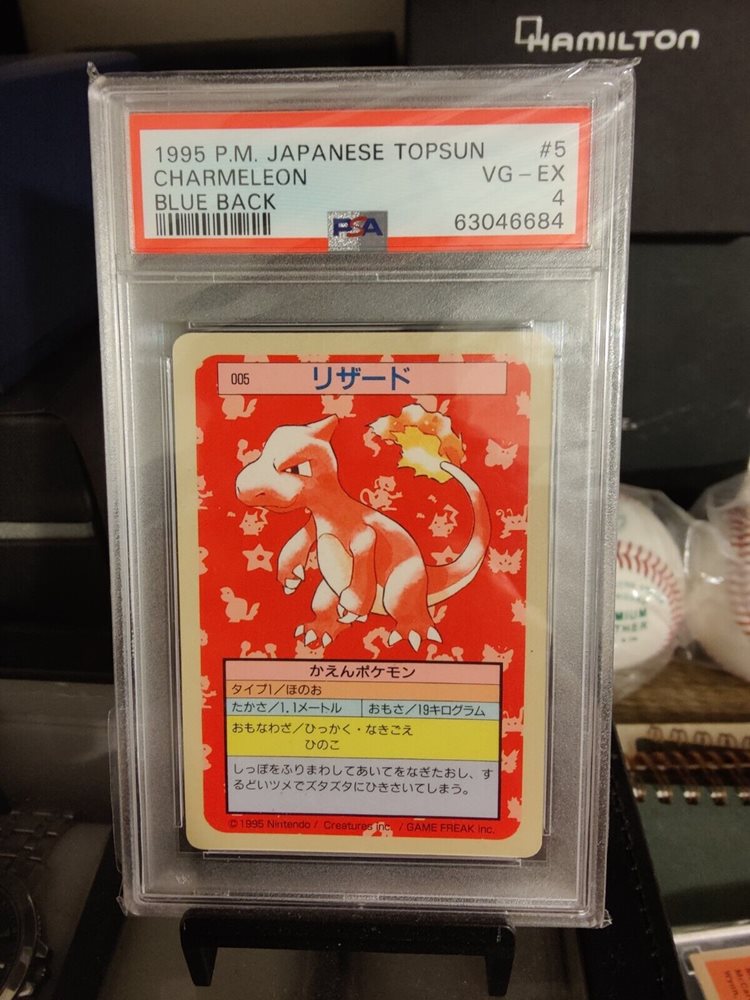 HAMILTON
1995 P.M. JAPANESE TOPSUN #5
CHARMELEON VG-EX
BLUE BACK 4
PSA 63046684
005 リザード
かえんポケモン
タイプ1/ほのお
たかさ/1.1メートル おもさ/19キログラム
おもなわざ/ひっかく・なきごえ
ひのこ
しっぽをふりまわしてあいてをなぎたおし、す
るどいツメでズタズタにひきさいてしまう。
©1995 Nintendo / Creatures inc. / GAME FREAK inc.